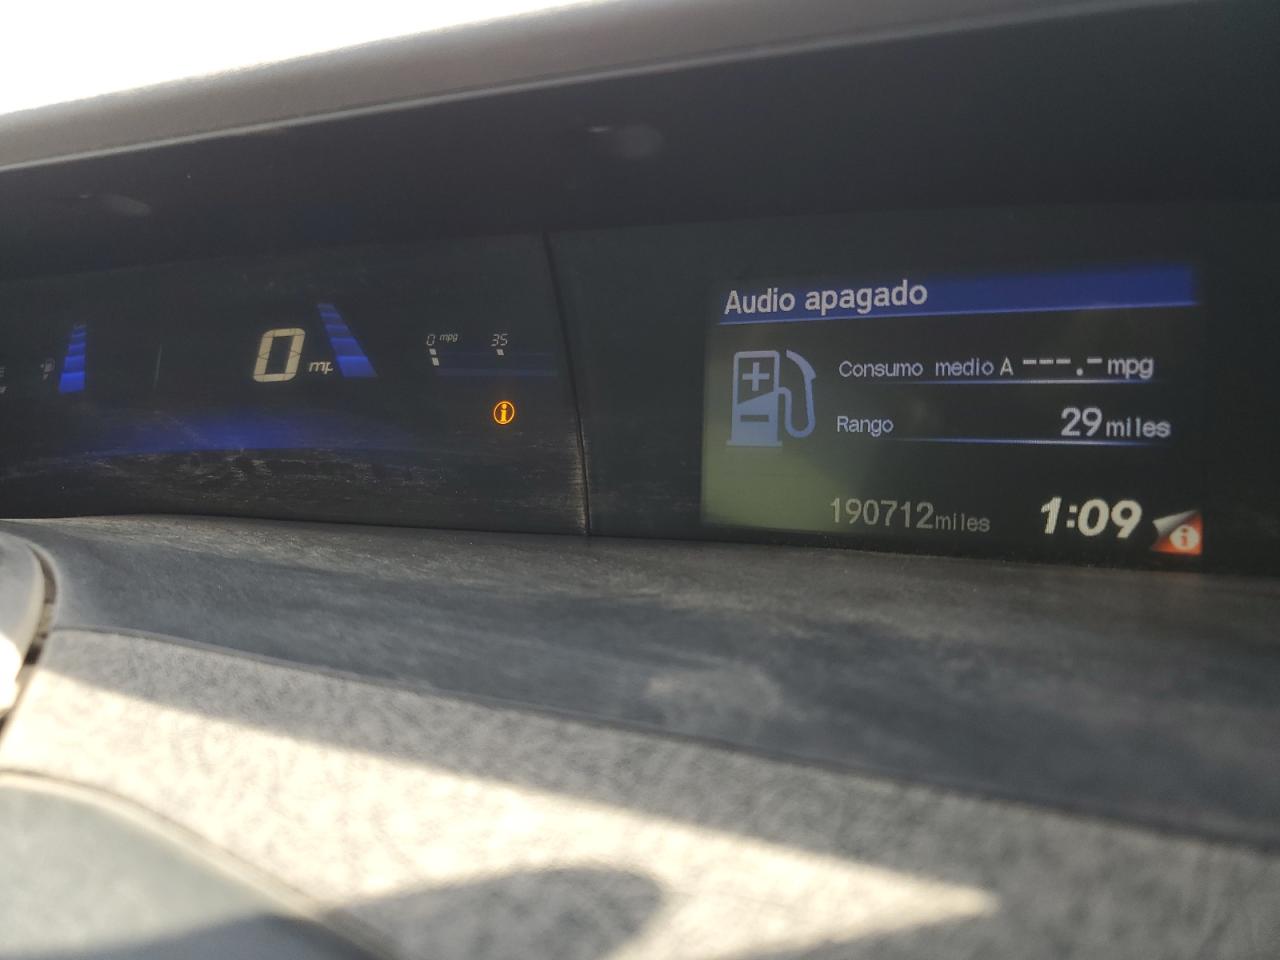 0
0 mpg 35
Audio apagado
Consumo medio A ---.- mpg
Rango 29 miles
190712 miles 1:09